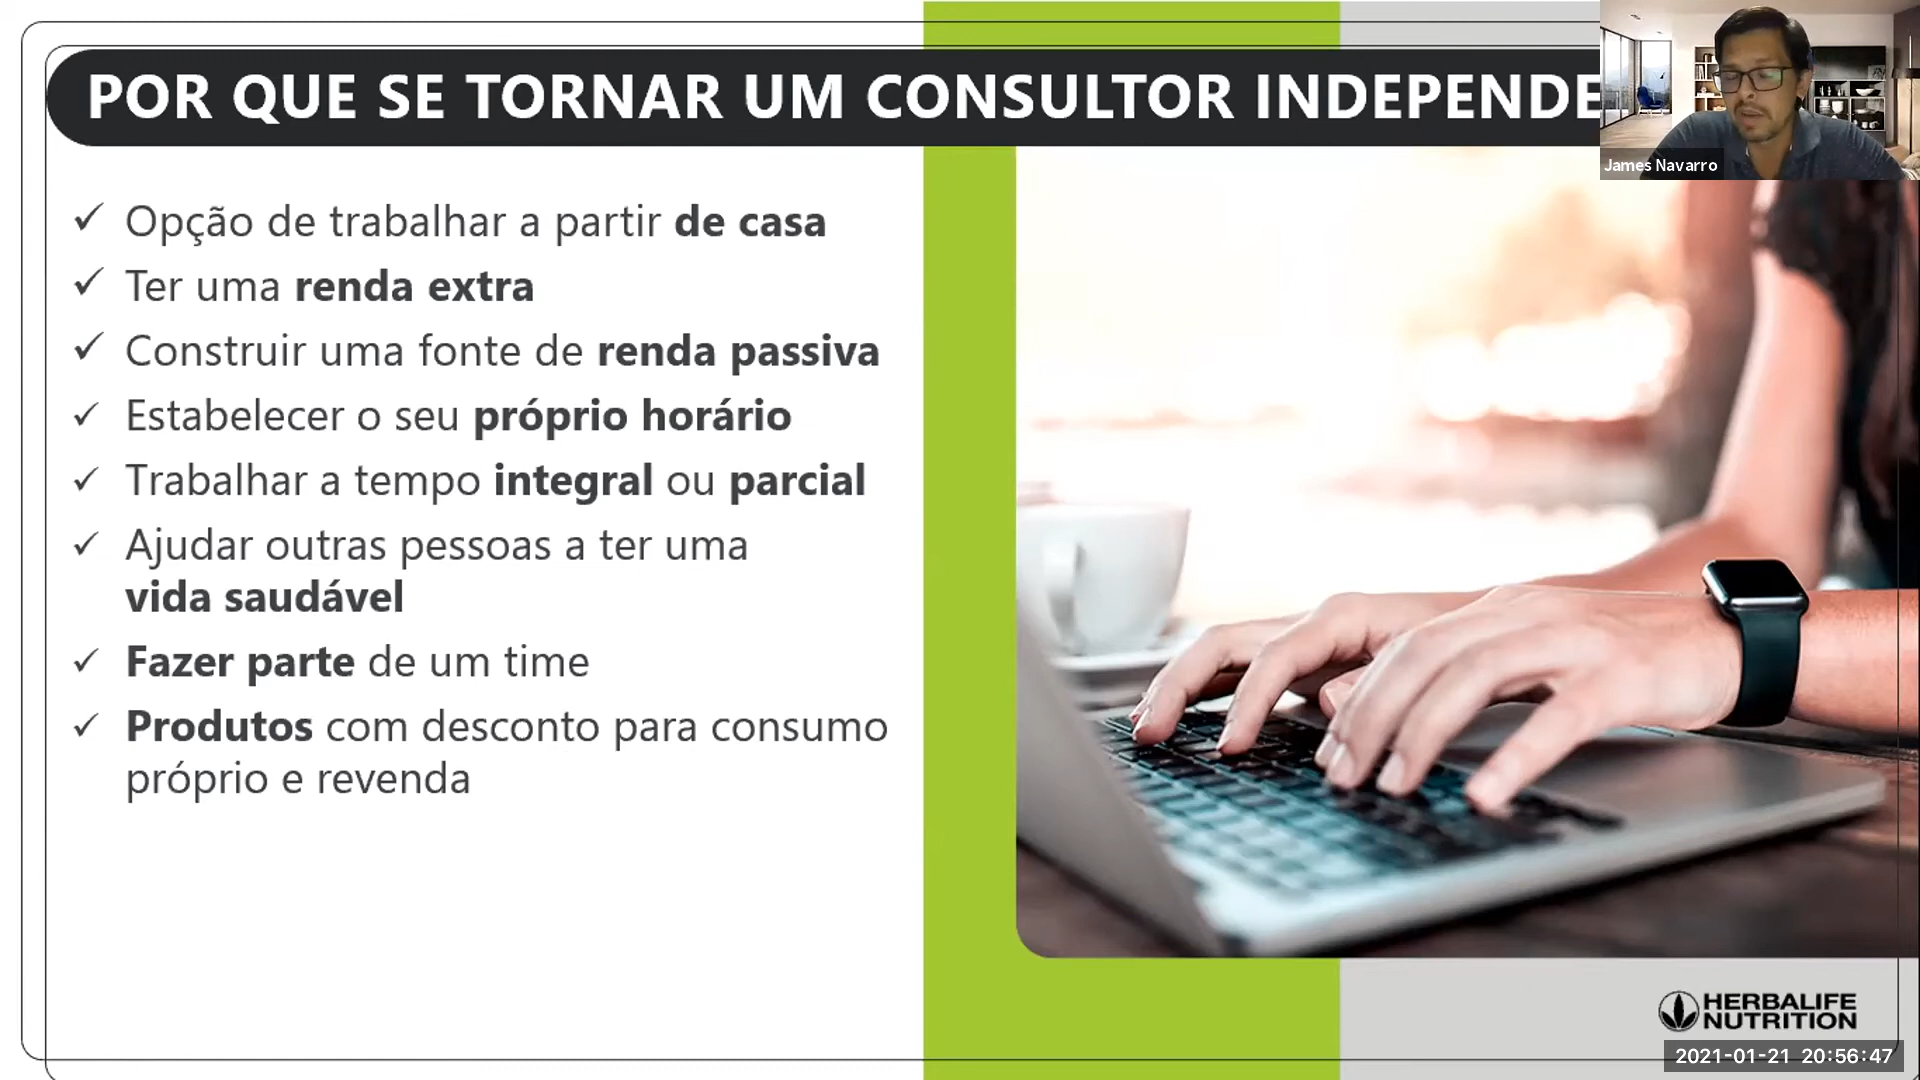 POR QUE SE TORNAR UM CONSULTOR INDEPENDE
James Navarro
✓ Opção de trabalhar a partir de casa
✓ Ter uma renda extra
✓ Construir uma fonte de renda passiva
✓ Estabelecer o seu próprio horário
✓ Trabalhar a tempo integral ou parcial
✓ Ajudar outras pessoas a ter uma
vida saudável
✓ Fazer parte de um time
✓ Produtos com desconto para consumo
próprio e revenda
HERBALIFE
NUTRITION
2021-01-21 20:56:47